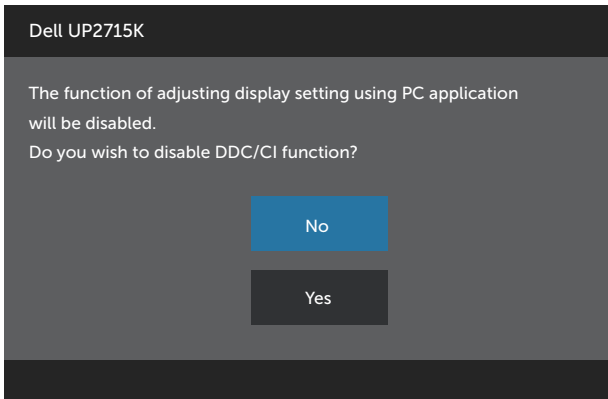 Dell UP2715K
The function of adjusting display setting using PC application
will be disabled.
Do you wish to disable DDC/CI function?
No
Yes